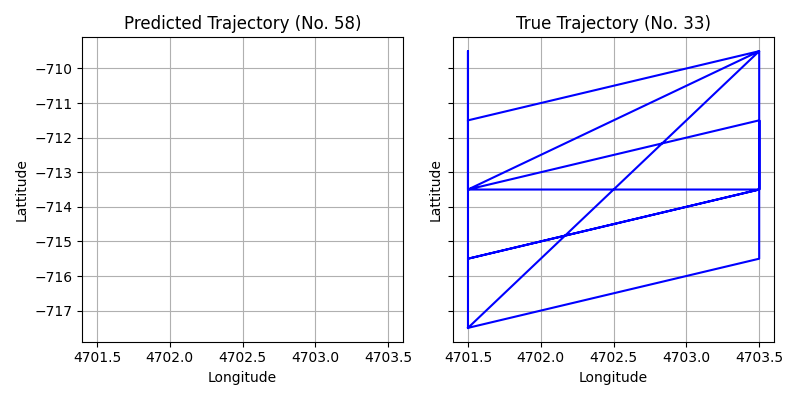 Predicted Trajectory (No. 58)
True Trajectory (No. 33)
Lattitude
−710
−711
−712
−713
−714
−715
−716
−717
4701.5 4702.0 4702.5 4703.0 4703.5
Longitude
Lattitude
4701.5 4702.0 4702.5 4703.0 4703.5
Longitude